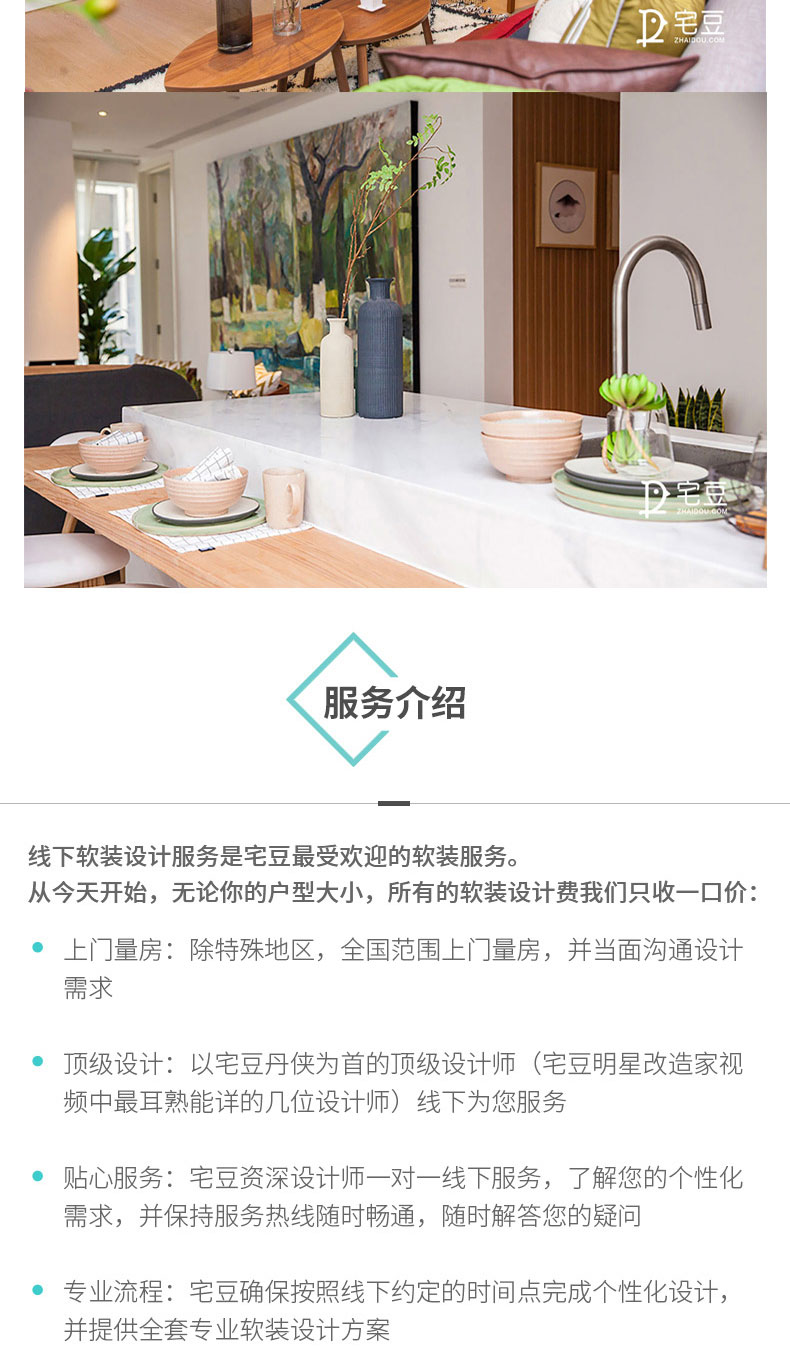 宅豆
ZHAIDOU.COM
宅豆
ZHAIDOU.COM
服务介绍
线下软装设计服务是宅豆最受欢迎的软装服务。
从今天开始，无论你的户型大小，所有的软装设计费我们只收一口价：
上门量房：除特殊地区，全国范围上门量房，并当面沟通设计
需求
顶级设计：以宅豆丹侠为首的顶级设计师（宅豆明星改造家视
频中最耳熟能详的几位设计师）线下为您服务
贴心服务：宅豆资深设计师一对一线下服务，了解您的个性化
需求，并保持服务热线随时畅通，随时解答您的疑问
专业流程：宅豆确保按照线下约定的时间点完成个性化设计，
并提供全套专业软装设计方案